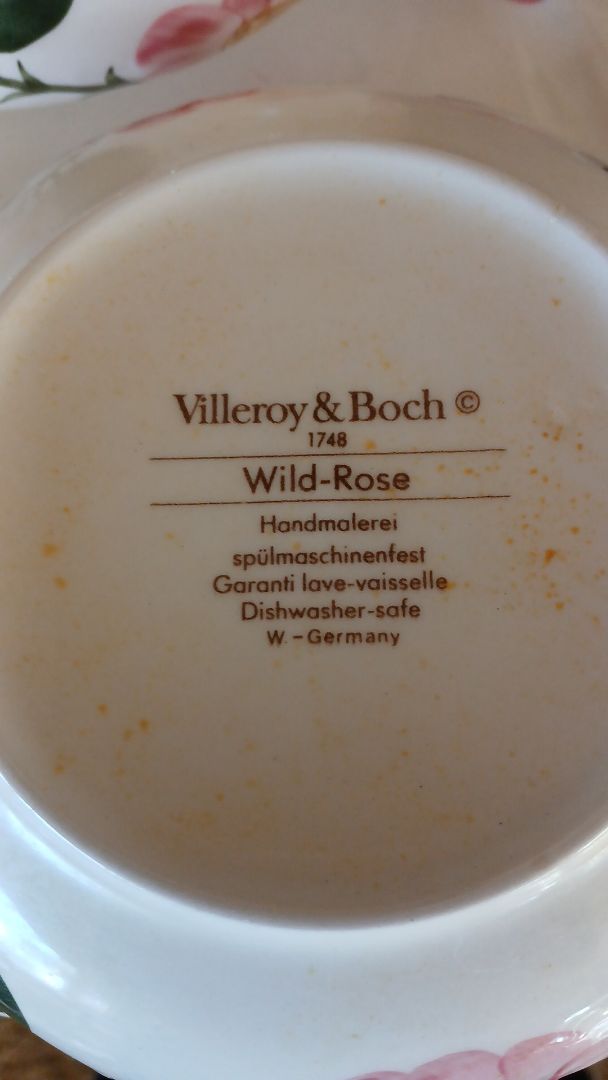 Villeroy & Boch ©
1748
Wild-Rose
Handmalerei
spülmaschinenfest
Garanti lave-vaisselle
Dishwasher-safe
W.-Germany